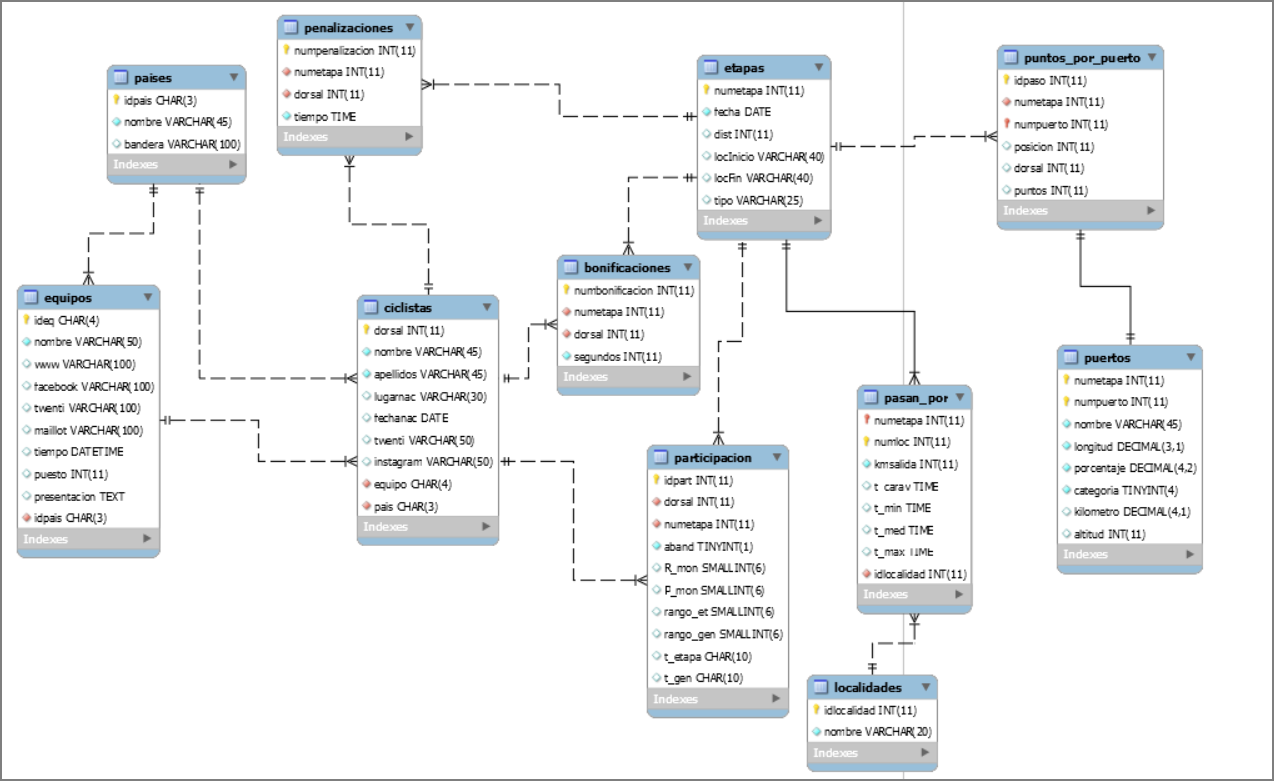 penalizaciones
numpenalizacion INT(11)
numetapa INT(11)
dorsal INT(11)
tiempo TIME
Indexes
paises
idpais CHAR(3)
nombre VARCHAR(45)
bandera VARCHAR(100)
Indexes
etapas
numetapa INT(11)
fecha DATE
dist INT(11)
locInicio VARCHAR(40)
locFin VARCHAR(40)
tipo VARCHAR(25)
Indexes
puntos_por_puerto
idpaso INT(11)
numetapa INT(11)
numpuerto INT(11)
posicion INT(11)
dorsal INT(11)
puntos INT(11)
Indexes
equipos
ideq CHAR(4)
nombre VARCHAR(50)
www VARCHAR(100)
facebook VARCHAR(100)
twenti VARCHAR(100)
maillot VARCHAR(100)
tiempo DATETIME
puesto INT(11)
presentacion TEXT
idpais CHAR(3)
Indexes
ciclistas
dorsal INT(11)
nombre VARCHAR(45)
apellidos VARCHAR(45)
lugarnac VARCHAR(30)
fechanac DATE
twenti VARCHAR(50)
instagram VARCHAR(50)
equipo CHAR(4)
pais CHAR(3)
Indexes
bonificaciones
numbonificacion INT(11)
numetapa INT(11)
dorsal INT(11)
segundos INT(11)
Indexes
participacion
idpart INT(11)
dorsal INT(11)
numetapa INT(11)
aband TINYINT(1)
R_mon SMALLINT(6)
P_mon SMALLINT(6)
rango_et SMALLINT(6)
rango_gen SMALLINT(6)
t_etapa CHAR(10)
t_gen CHAR(10)
Indexes
pasan_por
numetapa INT(11)
numloc INT(11)
kmsalida INT(11)
t_carav TIME
t_min TIME
t_med TIME
t_max TIME
idlocalidad INT(11)
Indexes
puertos
numetapa INT(11)
numpuerto INT(11)
nombre VARCHAR(45)
longitud DECIMAL(3,1)
porcentaje DECIMAL(4,2)
categoria TINYINT(4)
kilometro DECIMAL(4,1)
altitud INT(11)
Indexes
localidades
idlocalidad INT(11)
nombre VARCHAR(20)
Indexes